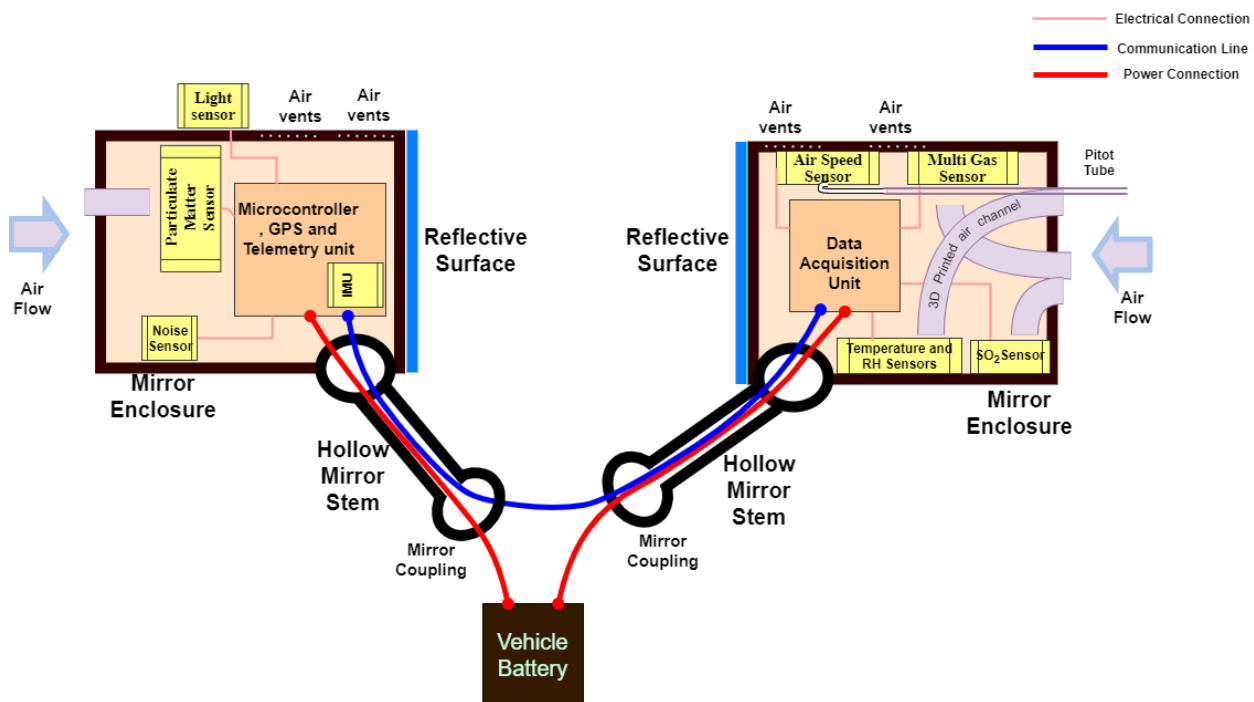 Electrical Connection
Communication Line
Power Connection
Light
sensor
Air
vents
Air
vents
Particulate
Matter
Sensor
Microcontroller
, GPS and
Telemetry unit
IMU
Noise
Sensor
Air
Flow
Mirror
Enclosure
Reflective
Surface
Hollow
Mirror
Stem
Mirror
Coupling
Vehicle
Battery
Reflective
Surface
Air
vents
Air
vents
Air Speed
Sensor
Multi Gas
Sensor
Pitot
Tube
Data
Acquisition
Unit
3D Printed air channel
Air
Flow
Temperature and
RH Sensors
SO₂ Sensor
Mirror
Enclosure
Hollow
Mirror
Stem
Mirror
Coupling